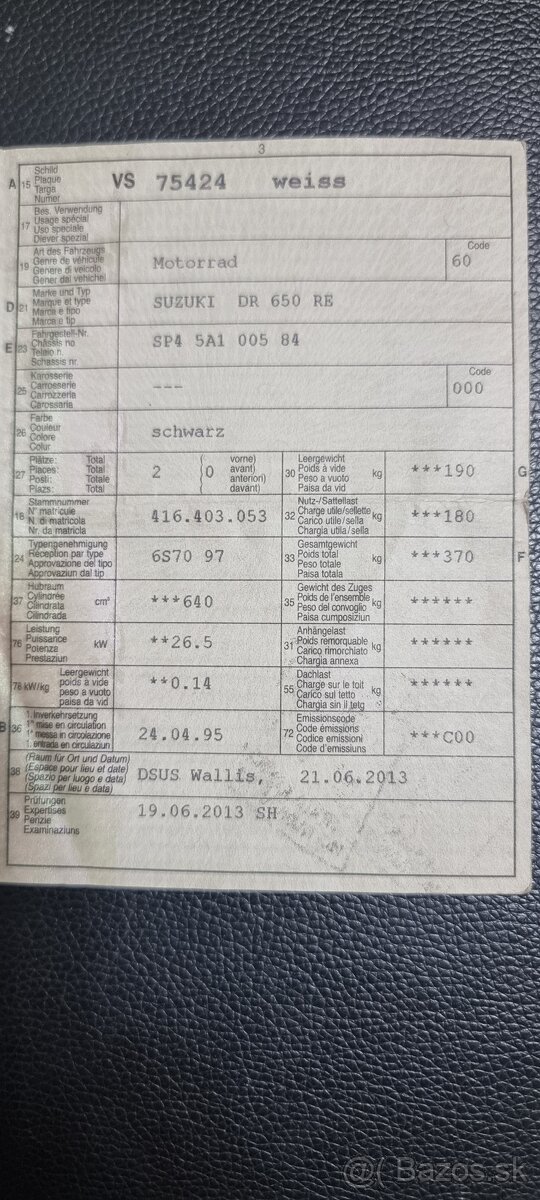 3
A 15 Schild
Plaque
Targa
Numer
VS 75424 weiss
17 Bes. Verwendung
Usage spécial
Uso speciale
Diever spezial
19 Art des Fahrzeugs
Genre de véhicule
Genere di veicolo
Gener dal vehichel
Motorrad
Code
60
D 21 Marke und Typ
Marque et type
Marca e tipo
Marca e tip
SUZUKI DR 650 RE
E 23 Fahrgestell-Nr.
Châssis no
Telaio n.
Schassis nr.
SP4 5A1 005 84
25 Karosserie
Carrosserie
Carrozzeria
Carossaria
---
Code
000
26 Farbe
Couleur
Colore
Colur
schwarz
27 Plätze: Total
Places: Total
Posti: Totale
Plazs: Total
2
( 0 vorne)
avant)
anteriori)
davant)
30 Leergewicht
Poids à vide
Peso a vuoto
Paisa da vid
kg
***190
G
18 Stammnummer
N° matricule
N. di matricola
Nr. da matricla
416.403.053
32 Nutz-/Sattellast
Charge utile/sellette
Carico utile/sella
Chargia utila/sella
kg
***180
24 Typengenehmigung
Réception par type
Approvazione del tipo
Approvaziun dal tip
6S70 97
33 Gesamtgewicht
Poids total
Peso totale
Paisa totala
kg
***370
F
37 Hubraum
Cylindrée
Cilindrata
Cilindrada
cm³
***640
35 Gewicht des Zuges
Poids de l'ensemble
Peso del convoglio
Paisa cumposiziun
kg
******
76 Leistung
Puissance
Potenza
Prestaziun
kW
**26.5
31 Anhängelast
Poids remorquable
Carico rimorchiato
Chargia annexa
kg
******
78 kW/kg
Leergewicht
poids à vide
peso a vuoto
paisa da vid
**0.14
55 Dachlast
Charge sur le toit
Carico sul tetto
Chargia sin il tetg
kg
******
B 36 1. Inverkehrsetzung
1re mise en circulation
1a messa in circolazione
1. entrada en circulaziun
24.04.95
72 Emissionscode
Code émissions
Codice emissioni
Code d'emissiuns
***C00
38 (Raum für Ort und Datum)
(Espace pour lieu et date)
(Spazio per luogo e data)
(Spazi per lieu e data)
DSUS Wallis, 21.06.2013
39 Prüfungen
Expertises
Perizie
Examinaziuns
19.06.2013 SH
@( Bazos.sk